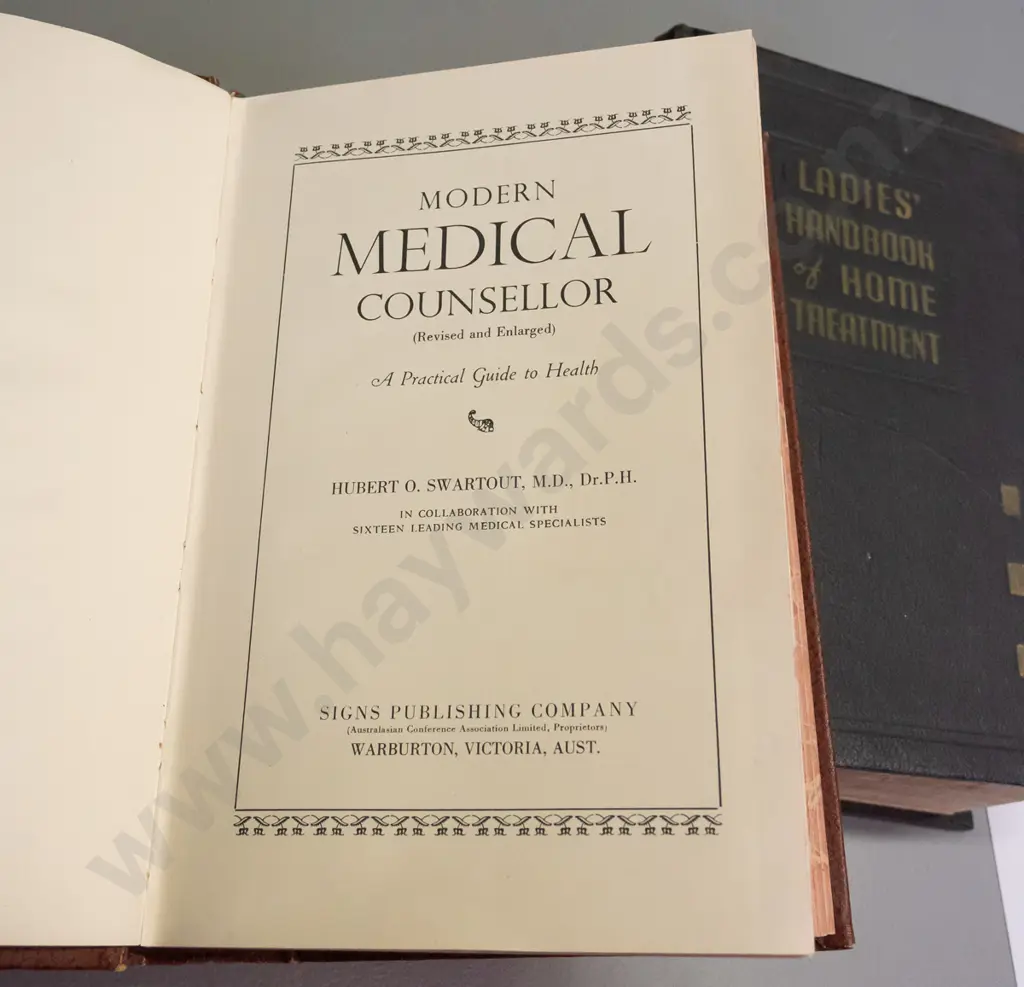 MODERN
MEDICAL
COUNSELLOR
(Revised and Enlarged)
A Practical Guide to Health
HUBERT O. SWARTOUT, M.D., Dr.P.H.
IN COLLABORATION WITH
SIXTEEN LEADING MEDICAL SPECIALISTS
SIGNS PUBLISHING COMPANY
(Australasian Conference Association Limited, Proprietors)
WARBURTON, VICTORIA, AUST.
LADIES'
HANDBOOK
of HOME
TREATMENT
www.haywards.co.nz